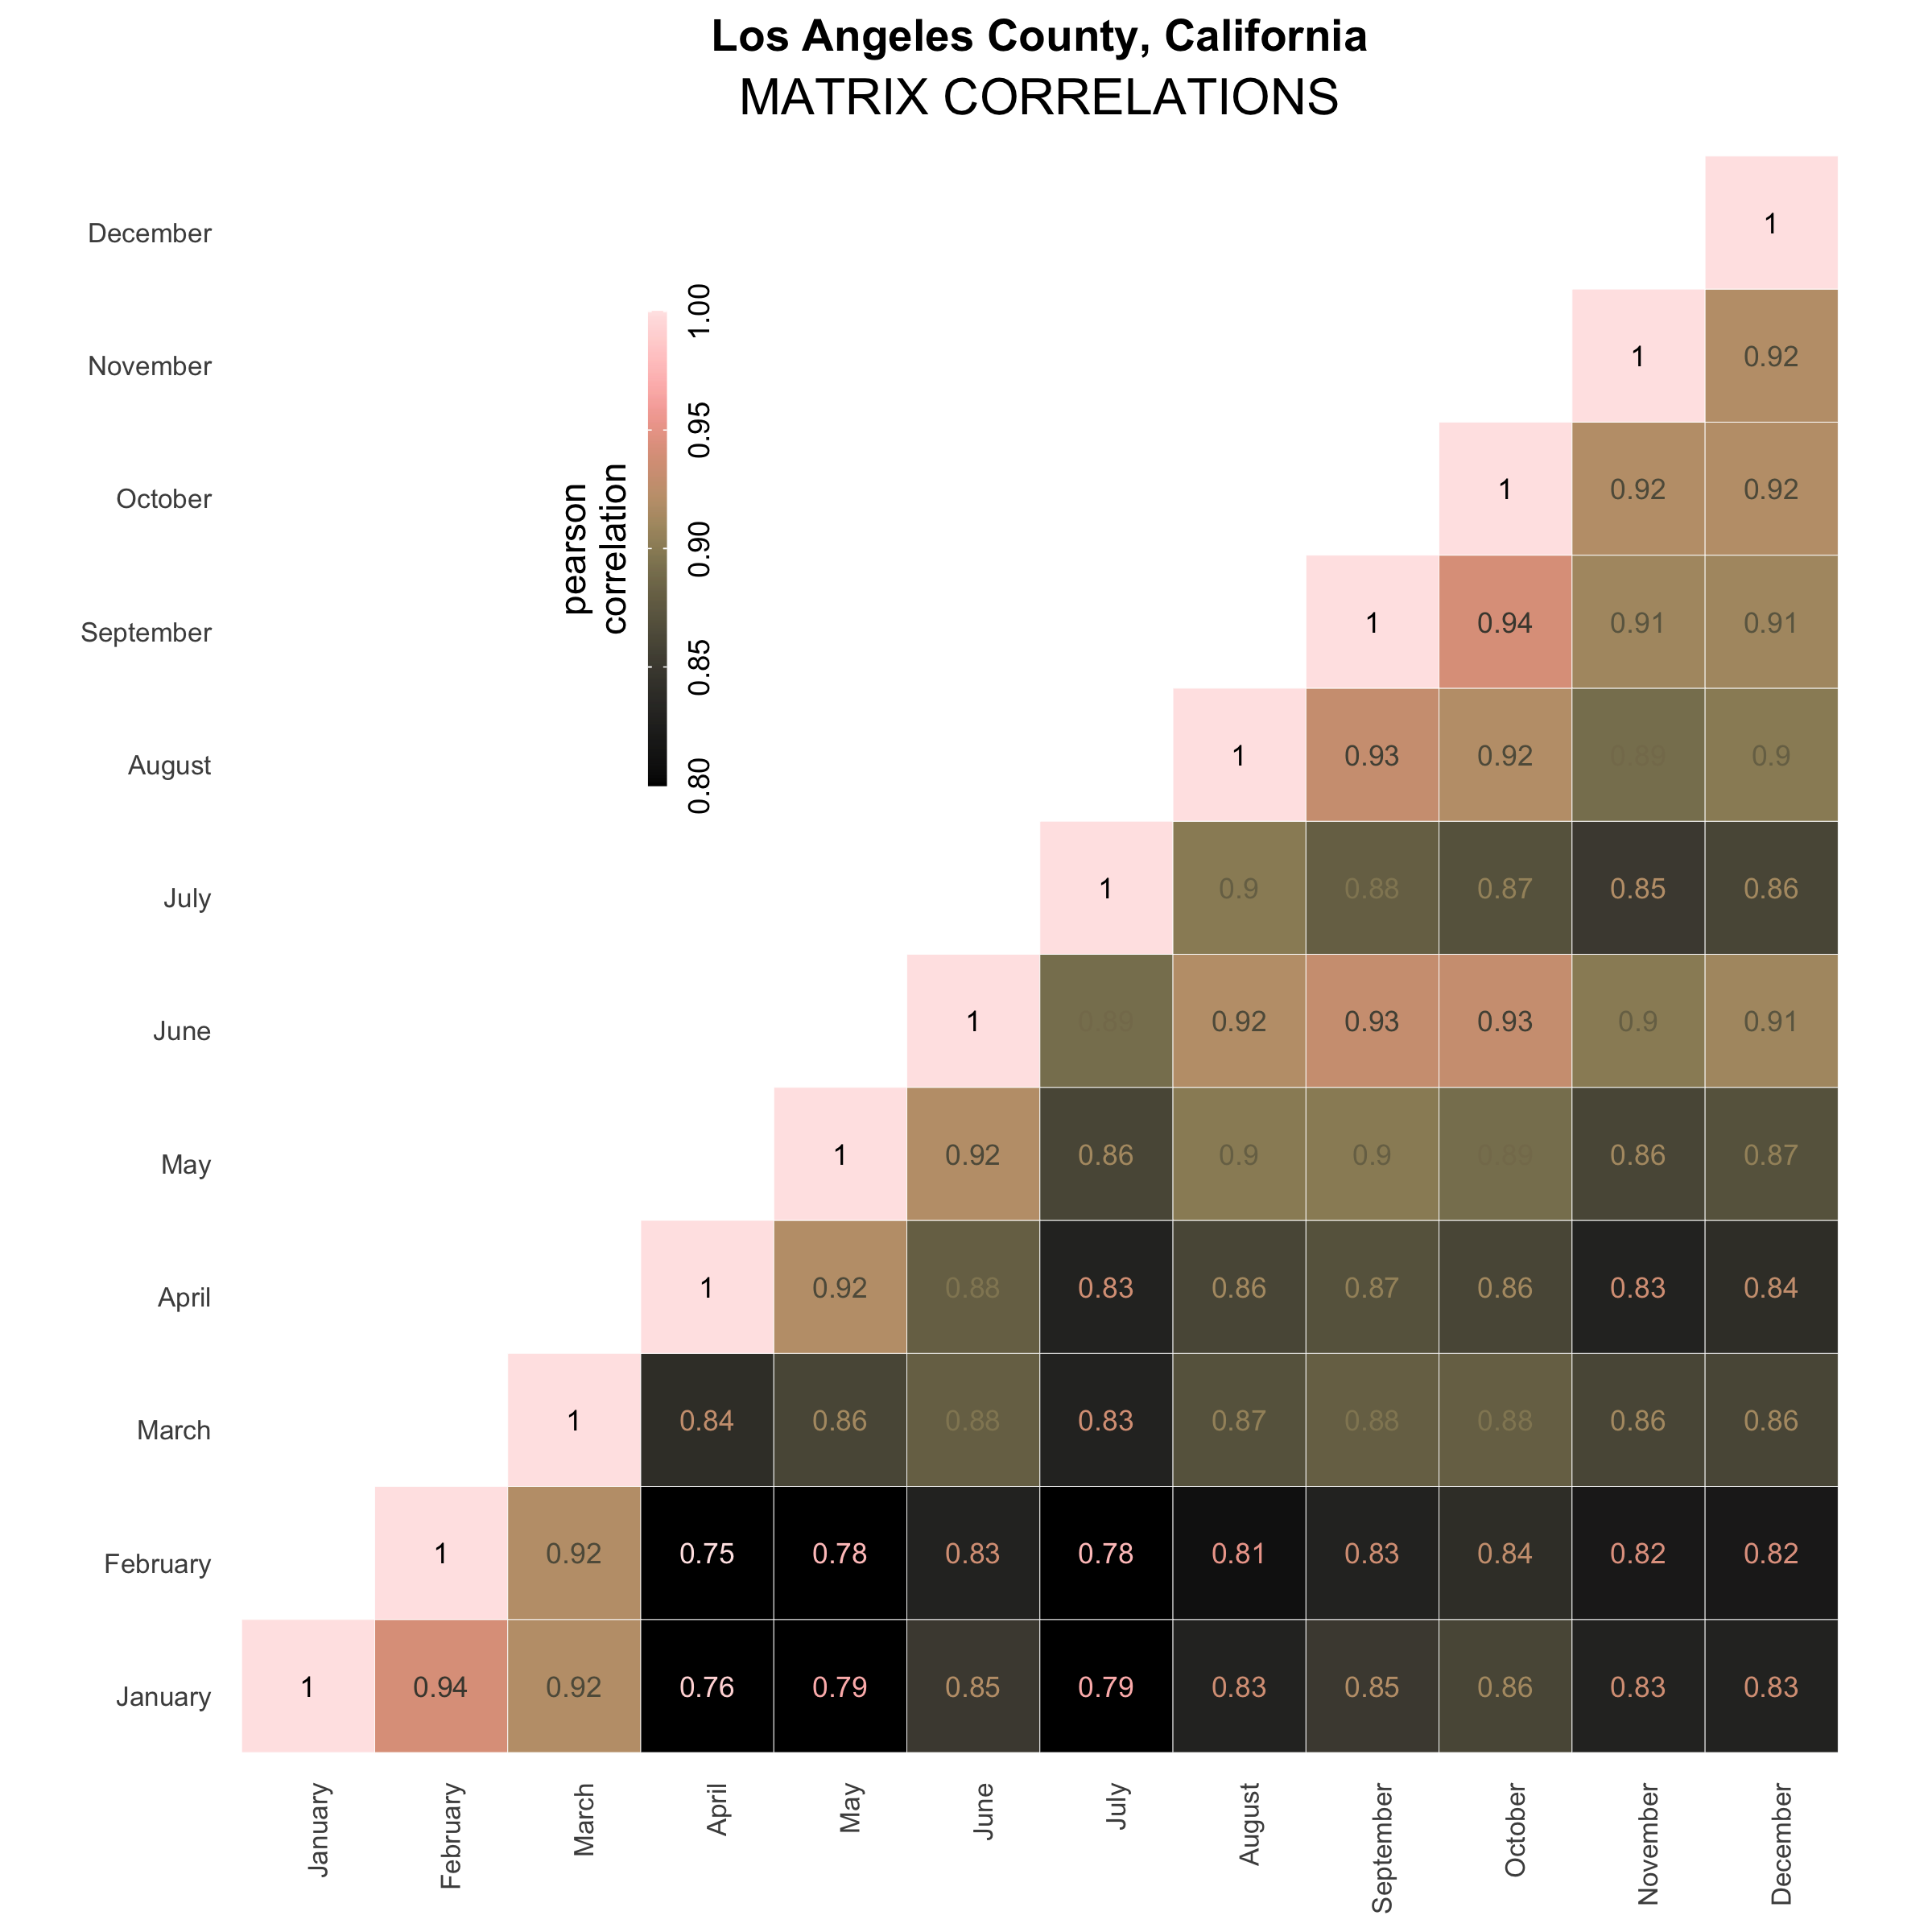 Los Angeles County, California
MATRIX CORRELATIONS
December 1
November 1 0.92
October 1 0.92 0.92
September 1 0.94 0.91 0.91
August 1 0.93 0.92 0.89 0.9
July 1 0.9 0.88 0.87 0.85 0.86
June 1 0.89 0.92 0.93 0.93 0.9 0.91
May 1 0.92 0.86 0.9 0.9 0.89 0.86 0.87
April 1 0.92 0.88 0.83 0.86 0.87 0.86 0.83 0.84
March 1 0.84 0.86 0.88 0.83 0.87 0.88 0.88 0.86 0.86
February 1 0.92 0.75 0.78 0.83 0.78 0.81 0.83 0.84 0.82 0.82
January 1 0.94 0.92 0.76 0.79 0.85 0.79 0.83 0.85 0.86 0.83 0.83
January February March April May June July August September October November December
pearson
correlation
0.80 0.85 0.90 0.95 1.00